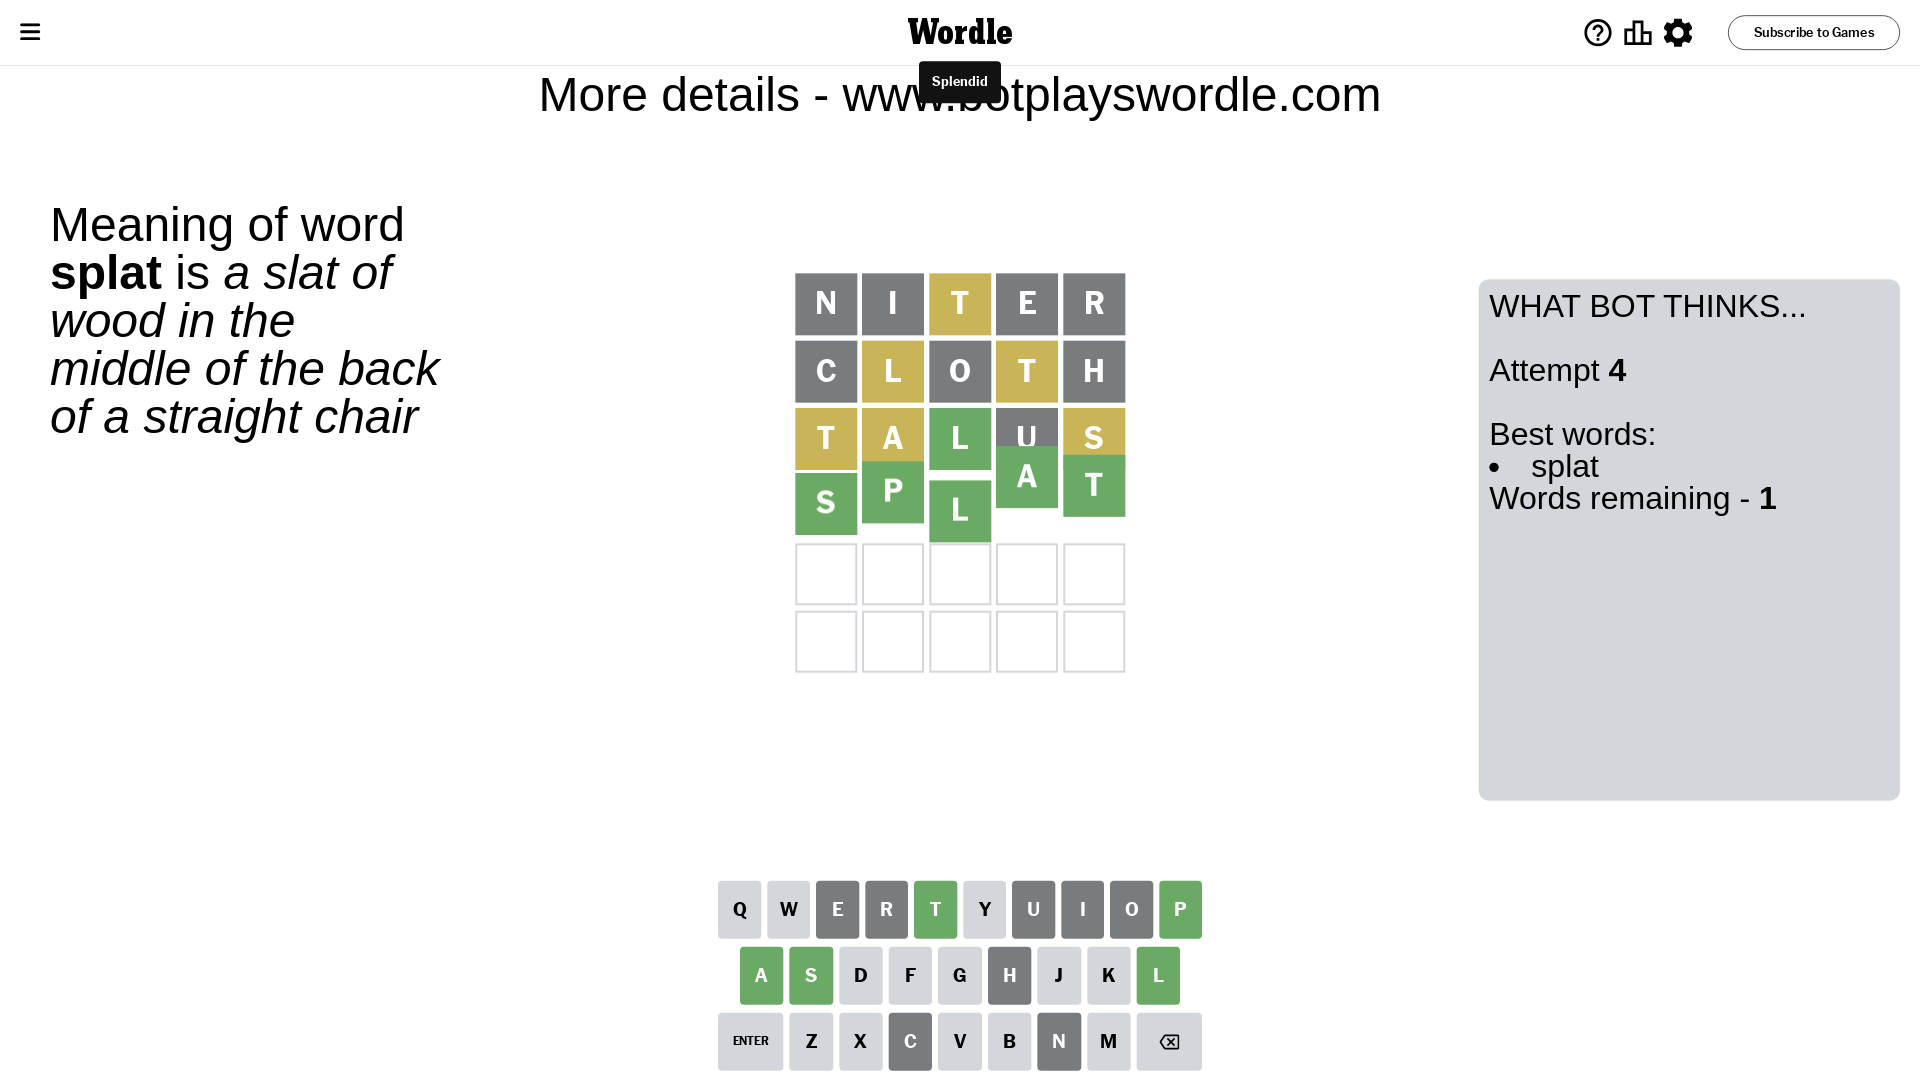 Wordle
Subscribe to Games
Splendid
More details - www.botplayswordle.com
Meaning of word
splat is a slat of
wood in the
middle of the back
of a straight chair
N I T E R
C L O T H
T A L U S
S P L A T
WHAT BOT THINKS...
Attempt 4
Best words:
• splat
Words remaining - 1
Q W E R T Y U I O P
A S D F G H J K L
ENTER Z X C V B N M